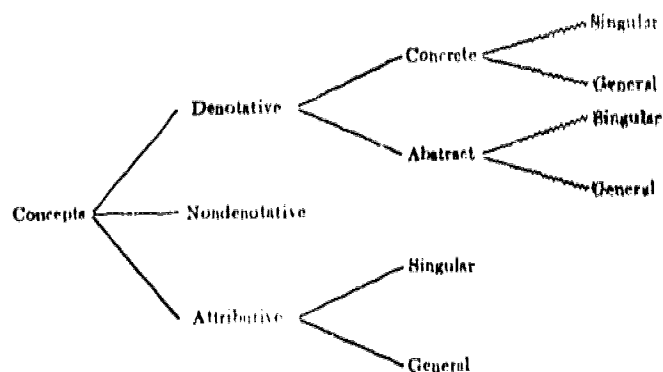 Singular
Concrete
General
Denotative
Singular
Abstract
General
Concepts
Nondenotative
Singular
Attributive
General